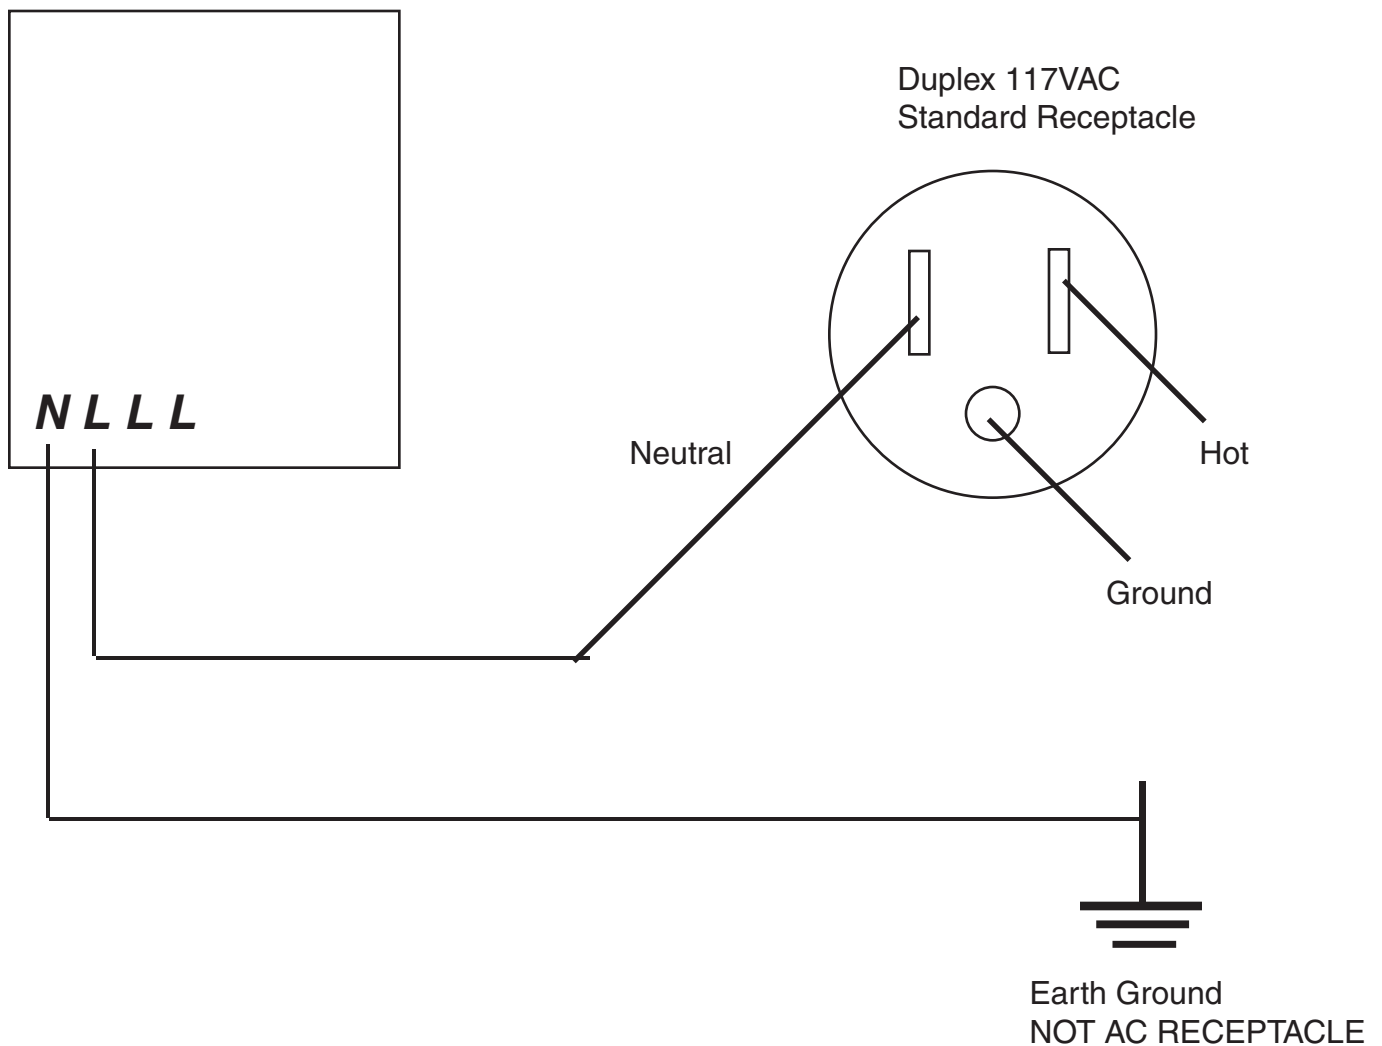 Duplex 117VAC
Standard Receptacle
N L L L
Neutral
Hot
Ground
Earth Ground
NOT AC RECEPTACLE